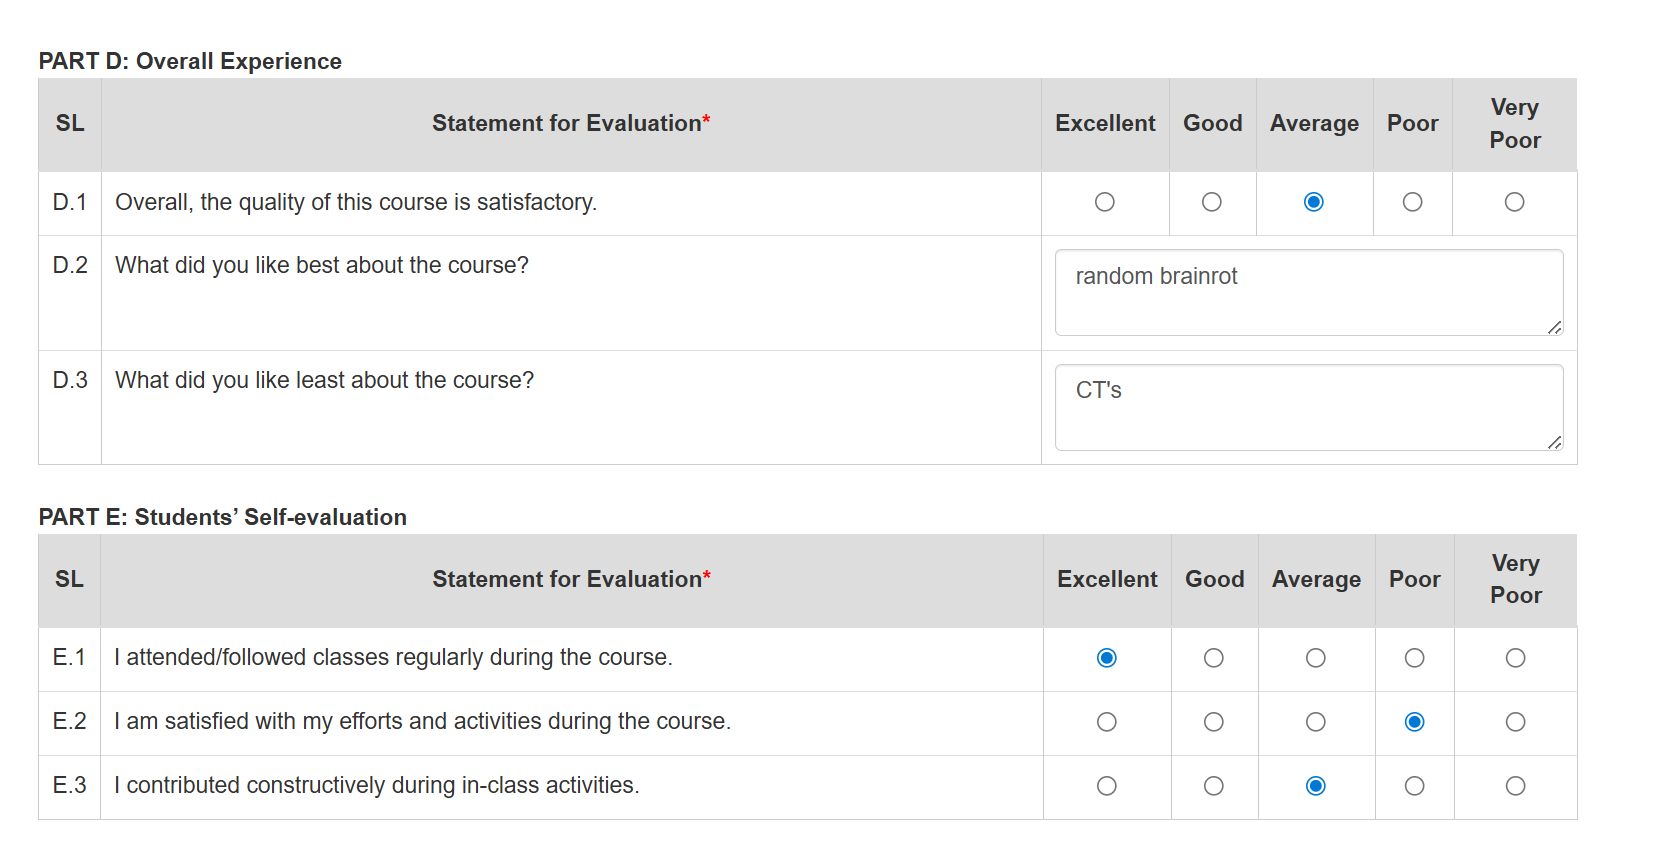 PART D: Overall Experience
SL Statement for Evaluation* Excellent Good Average Poor Very Poor
D.1 Overall, the quality of this course is satisfactory.
D.2 What did you like best about the course? random brainrot
D.3 What did you like least about the course? CT's
PART E: Students’ Self-evaluation
SL Statement for Evaluation* Excellent Good Average Poor Very Poor
E.1 I attended/followed classes regularly during the course.
E.2 I am satisfied with my efforts and activities during the course.
E.3 I contributed constructively during in-class activities.